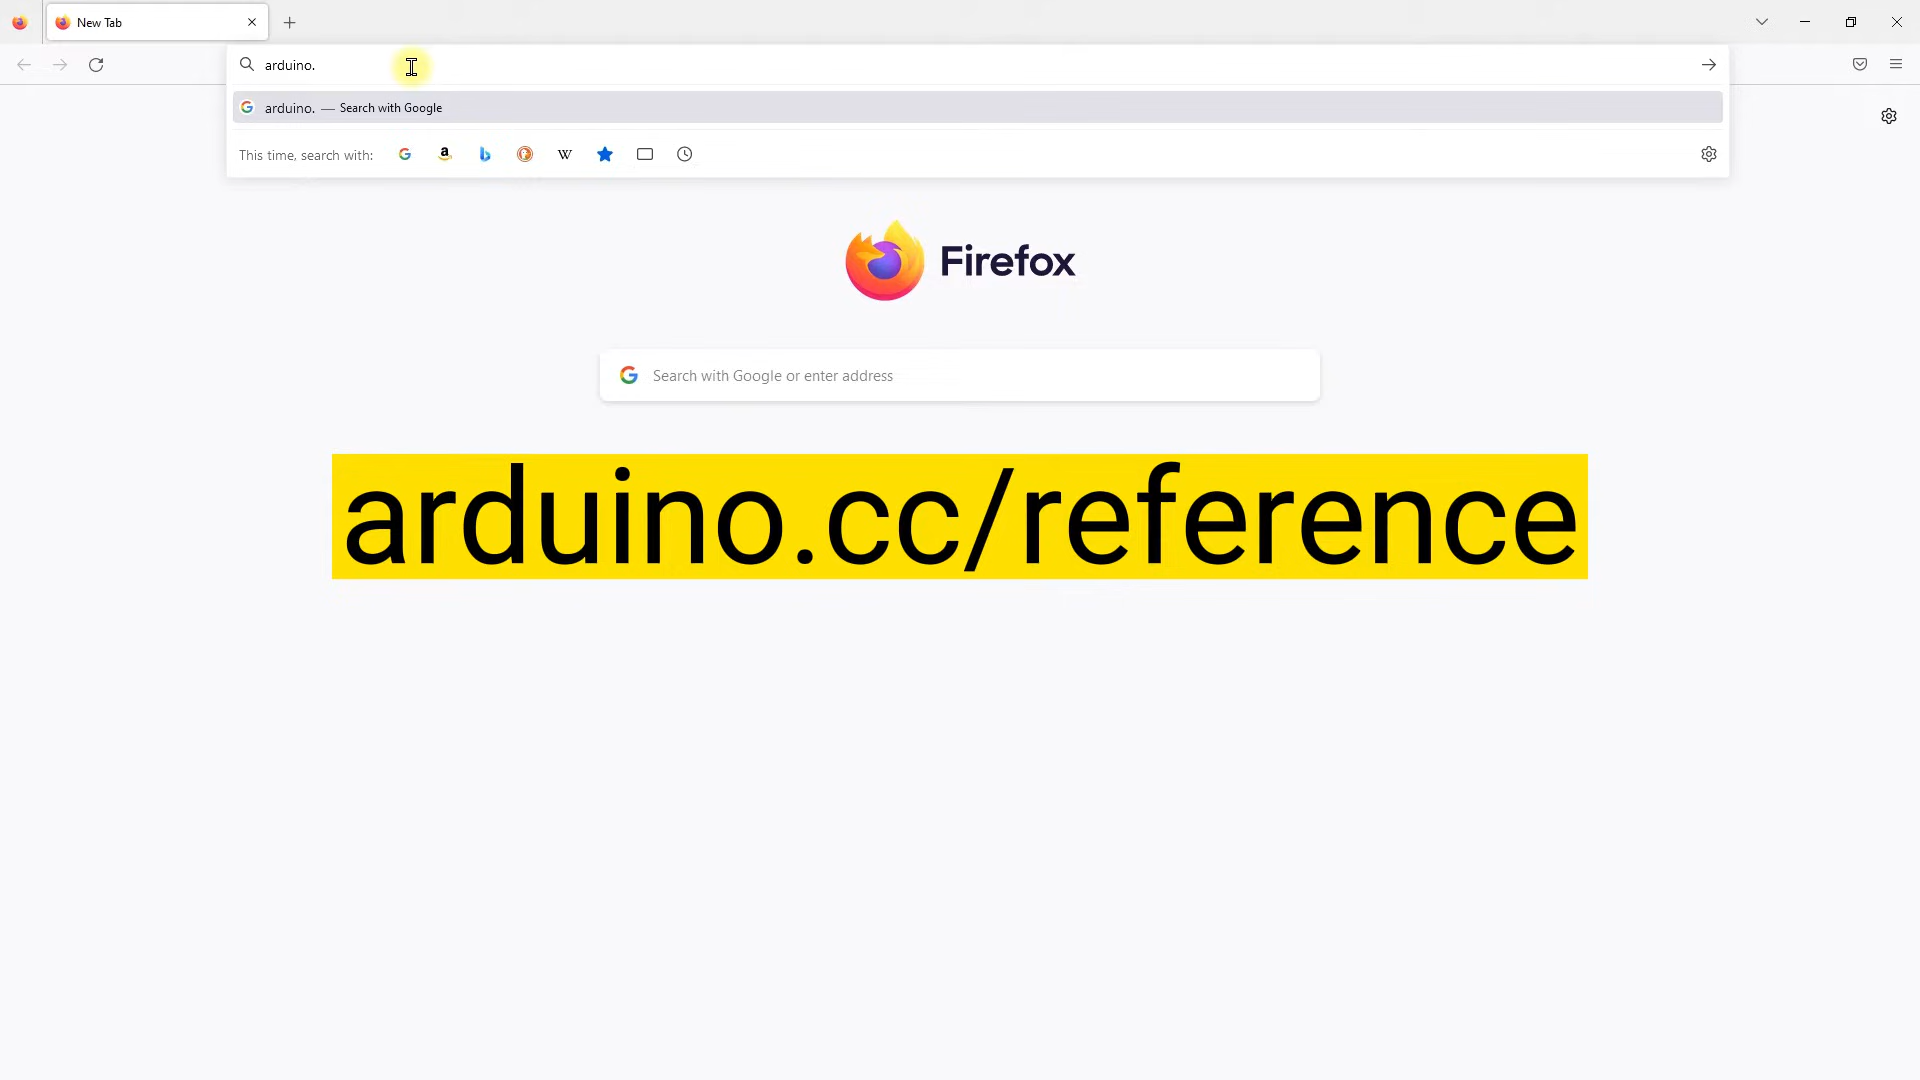 New Tab
arduino.
arduino. — Search with Google
This time, search with:
Firefox
Search with Google or enter address
arduino.cc/reference